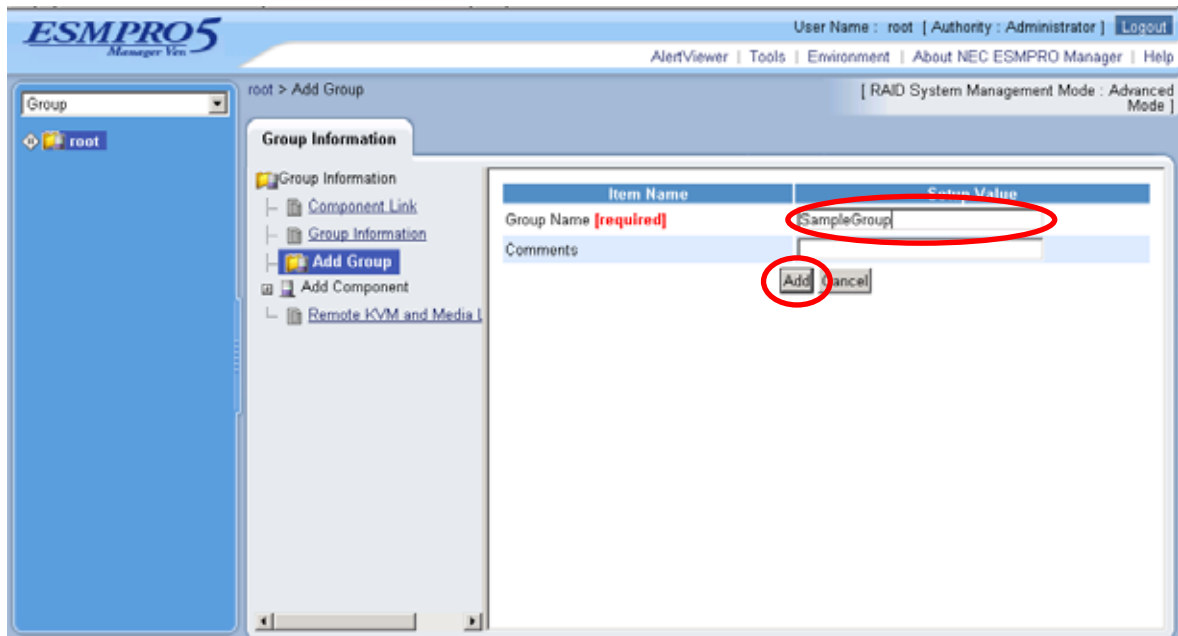 ESMPRO5
Manager Ver.
User Name : root [ Authority : Administrator ] Logout
AlertViewer | Tools | Environment | About NEC ESMPRO Manager | Help
Group
root
root > Add Group
[ RAID System Management Mode : Advanced
Mode ]
Group Information
Group Information
Component Link
Group Information
Add Group
Add Component
Remote KVM and Media L
Item Name Setup Value
Group Name [required] SampleGroup
Comments
Add Cancel